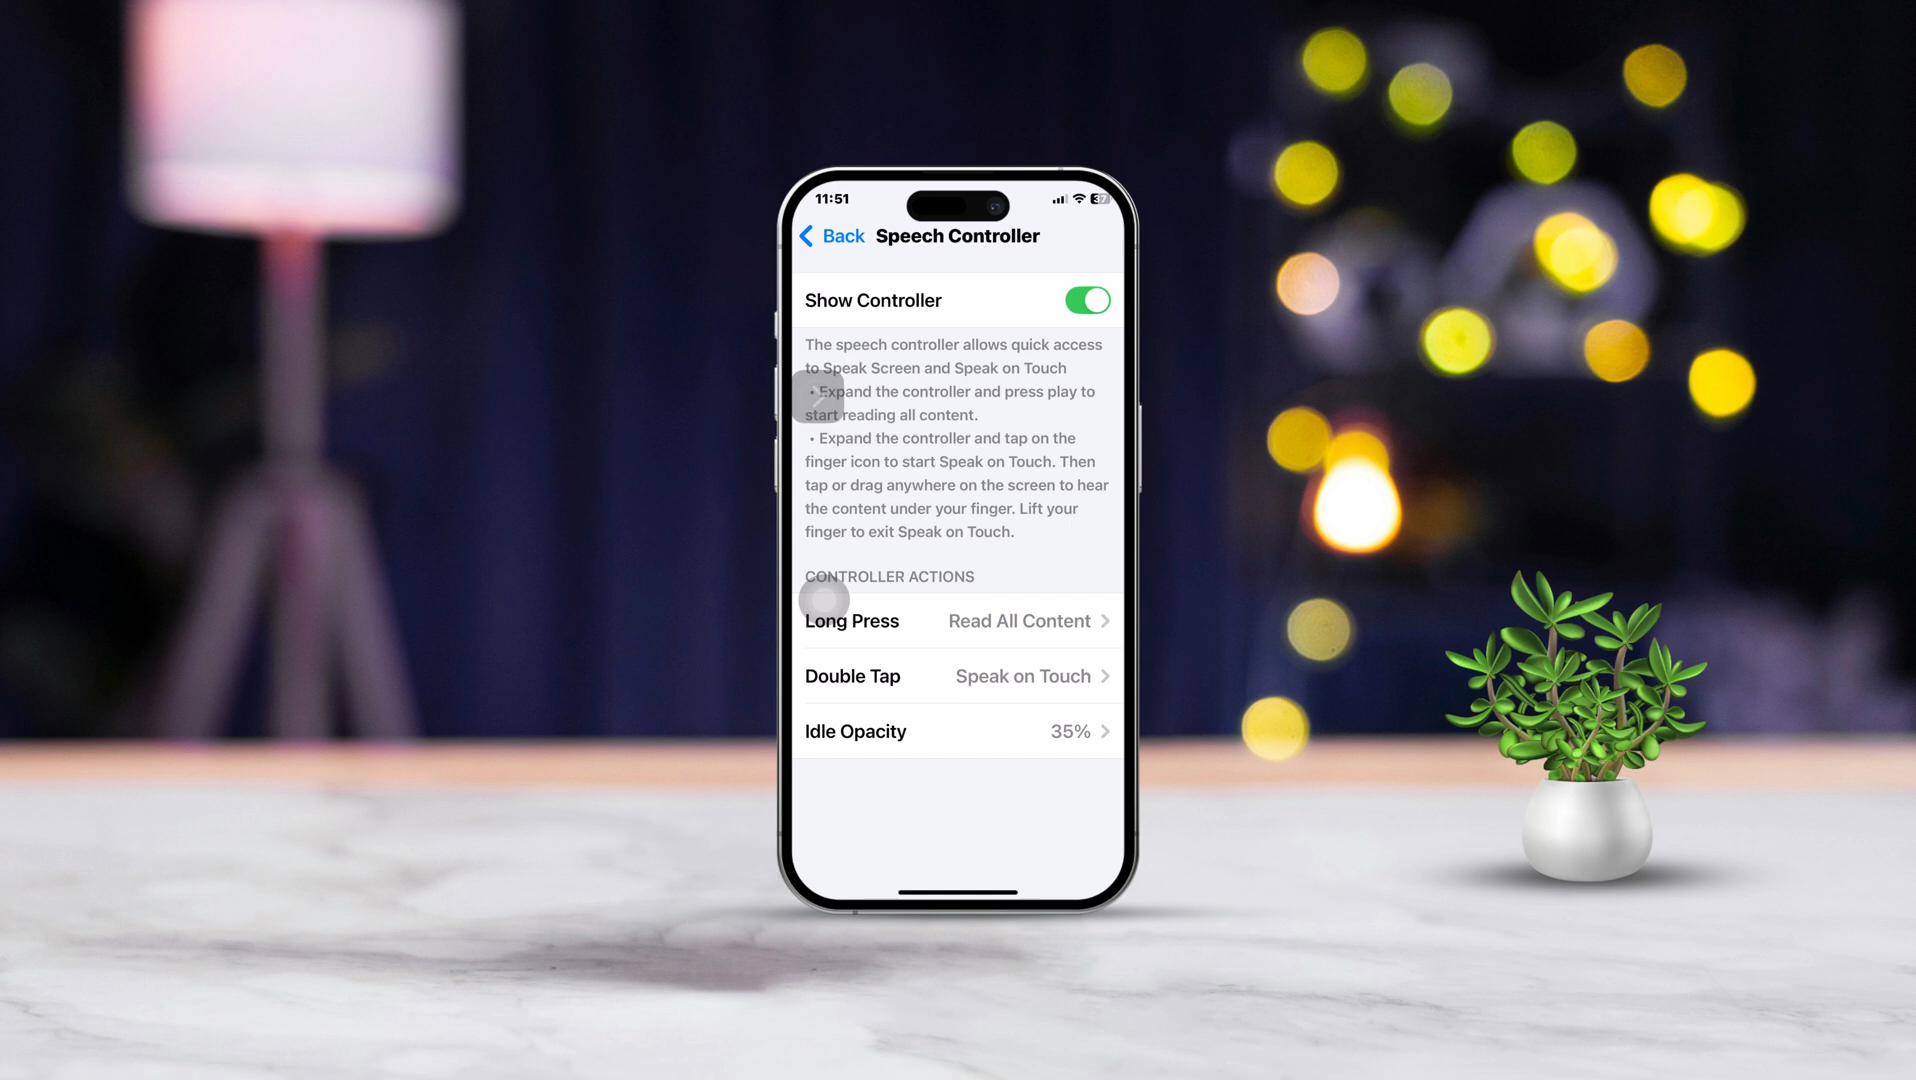 11:51
37
Back Speech Controller
Show Controller
The speech controller allows quick access
to Speak Screen and Speak on Touch
• Expand the controller and press play to
start reading all content.
• Expand the controller and tap on the
finger icon to start Speak on Touch. Then
tap or drag anywhere on the screen to hear
the content under your finger. Lift your
finger to exit Speak on Touch.
CONTROLLER ACTIONS
Long Press Read All Content
Double Tap Speak on Touch
Idle Opacity 35%